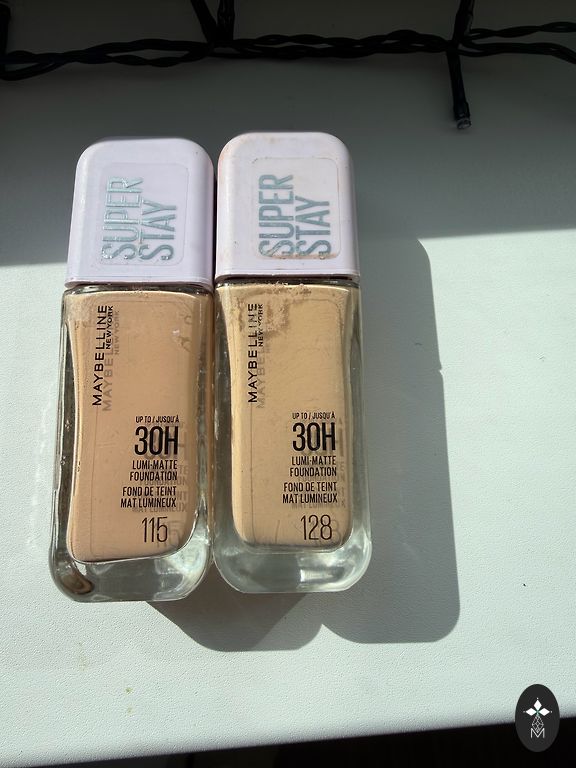 SUPER
STAY
MAYBELLINE
NEW YORK
UP TO / JUSQU'À
30H
LUMI-MATTE
FOUNDATION
FOND DE TEINT
MAT LUMINEUX
115
SUPER
STAY
MAYBELLINE
NEW YORK
UP TO / JUSQU'À
30H
LUMI-MATTE
FOUNDATION
FOND DE TEINT
MAT LUMINEUX
128
M